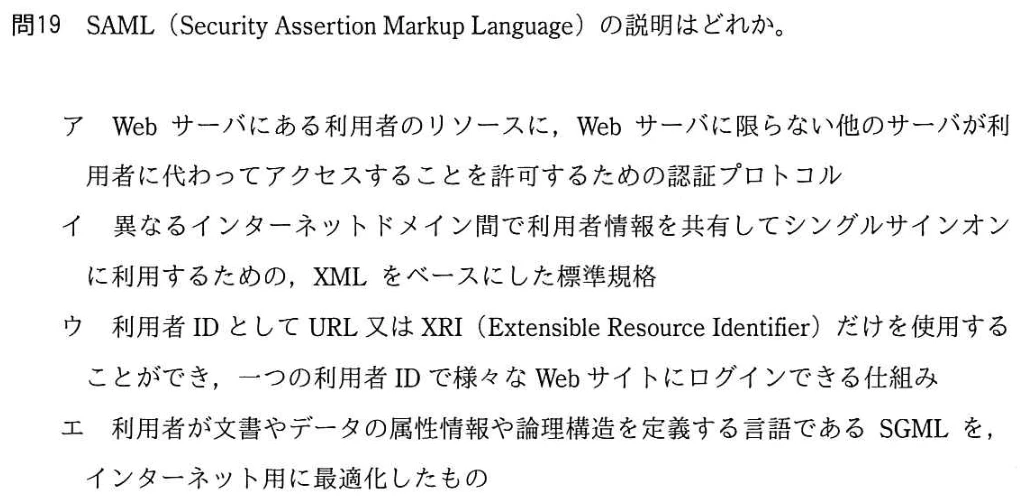 問19 SAML（Security Assertion Markup Language）の説明はどれか。
ア Web サーバにある利用者のリソースに，Web サーバに限らない他のサーバが利
用者に代わってアクセスすることを許可するための認証プロトコル
イ 異なるインターネットドメイン間で利用者情報を共有してシングルサインオン
に利用するための，XML をベースにした標準規格
ウ 利用者 ID として URL 又は XRI（Extensible Resource Identifier）だけを使用する
ことができ，一つの利用者 ID で様々な Web サイトにログインできる仕組み
エ 利用者が文書やデータの属性情報や論理構造を定義する言語である SGML を，
インターネット用に最適化したもの